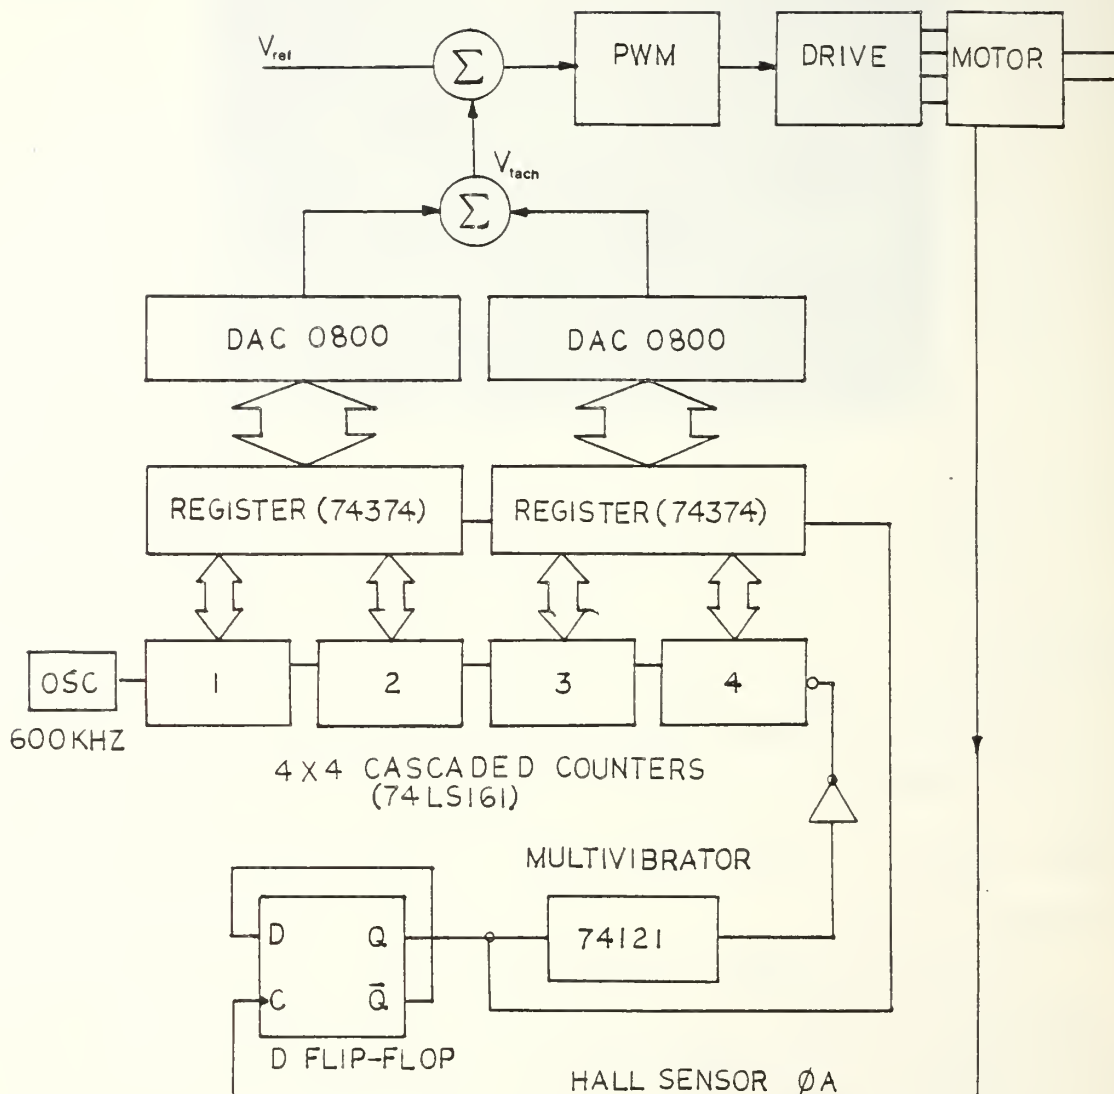 V_ref
Σ
PWM
DRIVE
MOTOR
V_tach
Σ
DAC 0800
DAC 0800
REGISTER (74374)
REGISTER (74374)
OSC
1
2
3
4
600KHZ
4 X 4 CASCADED COUNTERS
(74LS161)
MULTIVIBRATOR
D Q
74121
C Q̅
D FLIP-FLOP
HALL SENSOR ØA